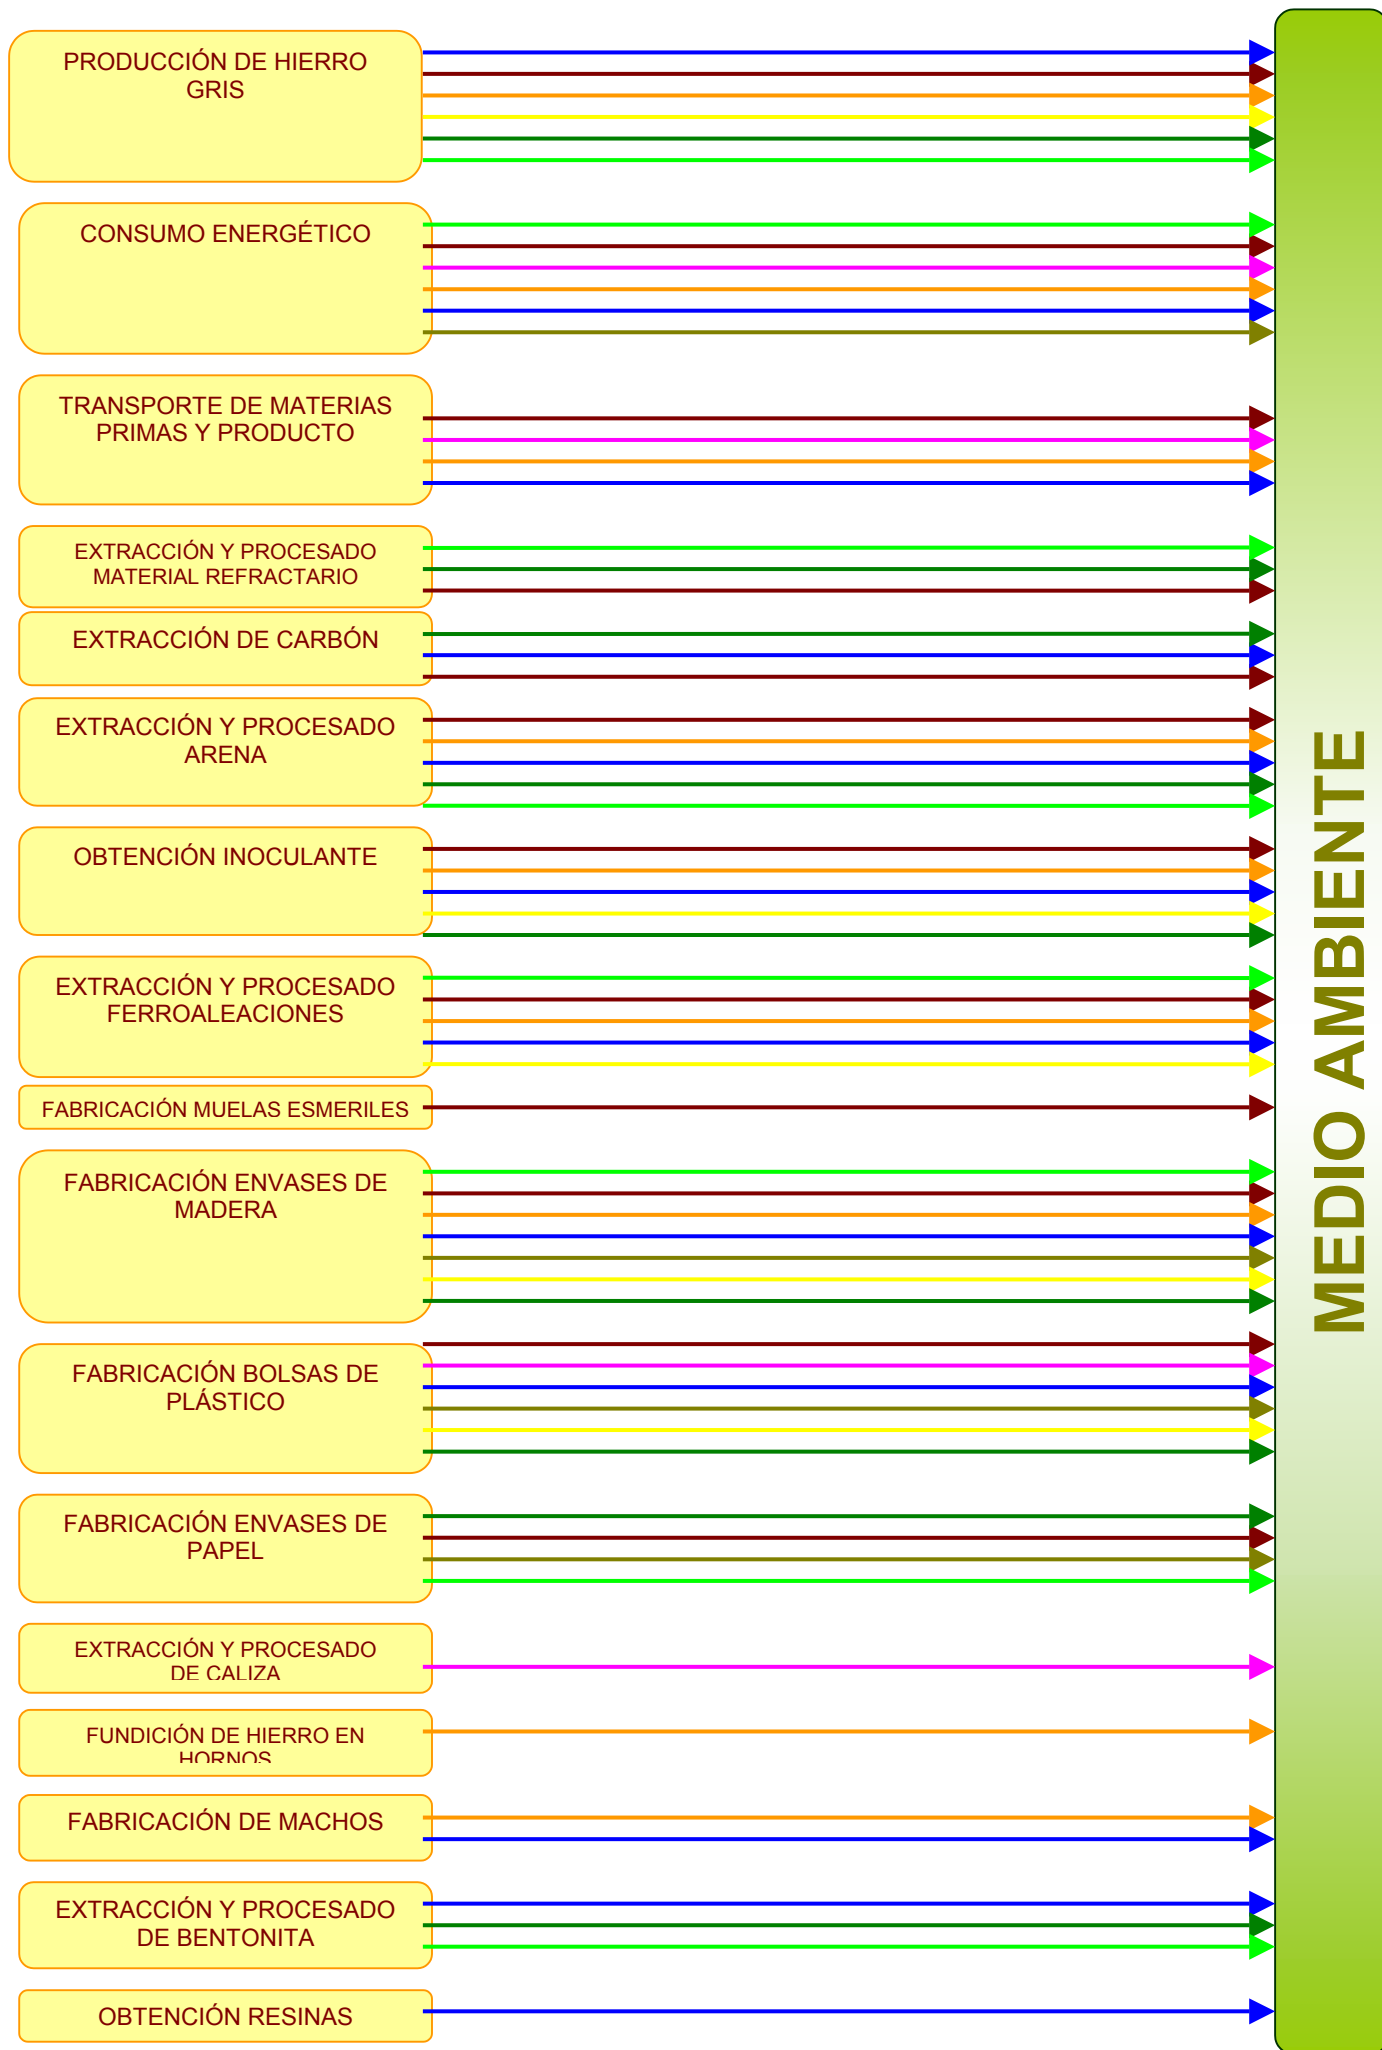 PRODUCCIÓN DE HIERRO
GRIS
CONSUMO ENERGÉTICO
TRANSPORTE DE MATERIAS
PRIMAS Y PRODUCTO
EXTRACCIÓN Y PROCESADO
MATERIAL REFRACTARIO
EXTRACCIÓN DE CARBÓN
EXTRACCIÓN Y PROCESADO
ARENA
OBTENCIÓN INOCULANTE
EXTRACCIÓN Y PROCESADO
FERROALEACIONES
FABRICACIÓN MUELAS ESMERILES
FABRICACIÓN ENVASES DE
MADERA
FABRICACIÓN BOLSAS DE
PLÁSTICO
FABRICACIÓN ENVASES DE
PAPEL
EXTRACCIÓN Y PROCESADO
DE CALIZA
FUNDICIÓN DE HIERRO EN
HORNOS
FABRICACIÓN DE MACHOS
EXTRACCIÓN Y PROCESADO
DE BENTONITA
OBTENCIÓN RESINAS
MEDIO AMBIENTE